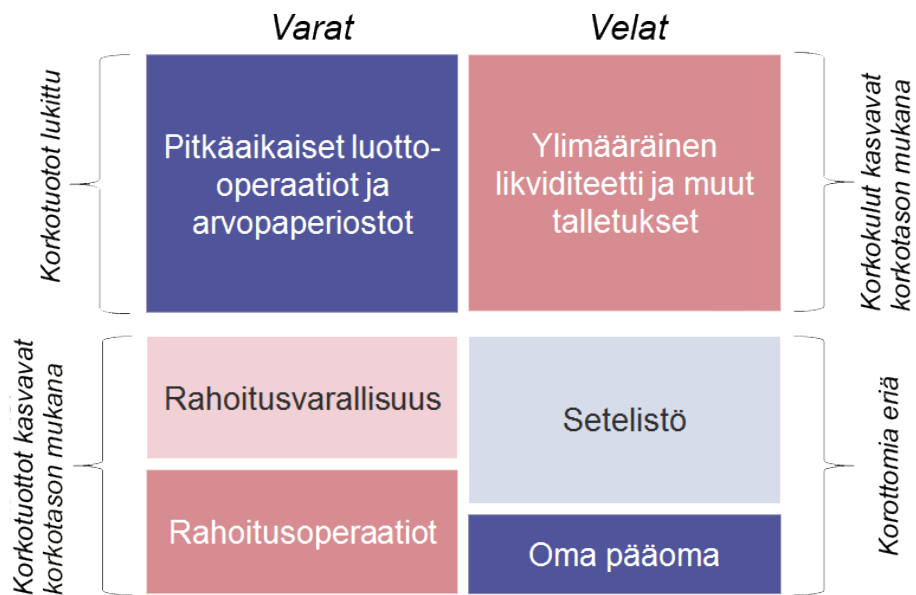 Varat
Velat
Korkotuotot lukittu
Pitkäaikaiset luotto-
operaatiot ja
arvopaperiostot
Ylimääräinen
likviditeetti ja muut
talletukset
Korkokulut kasvavat
korkotason mukana
Korkotuottot kasvavat
korkotason mukana
Rahoitusvarallisuus
Setelistö
Korottomia eriä
Rahoitusoperaatiot
Oma pääoma